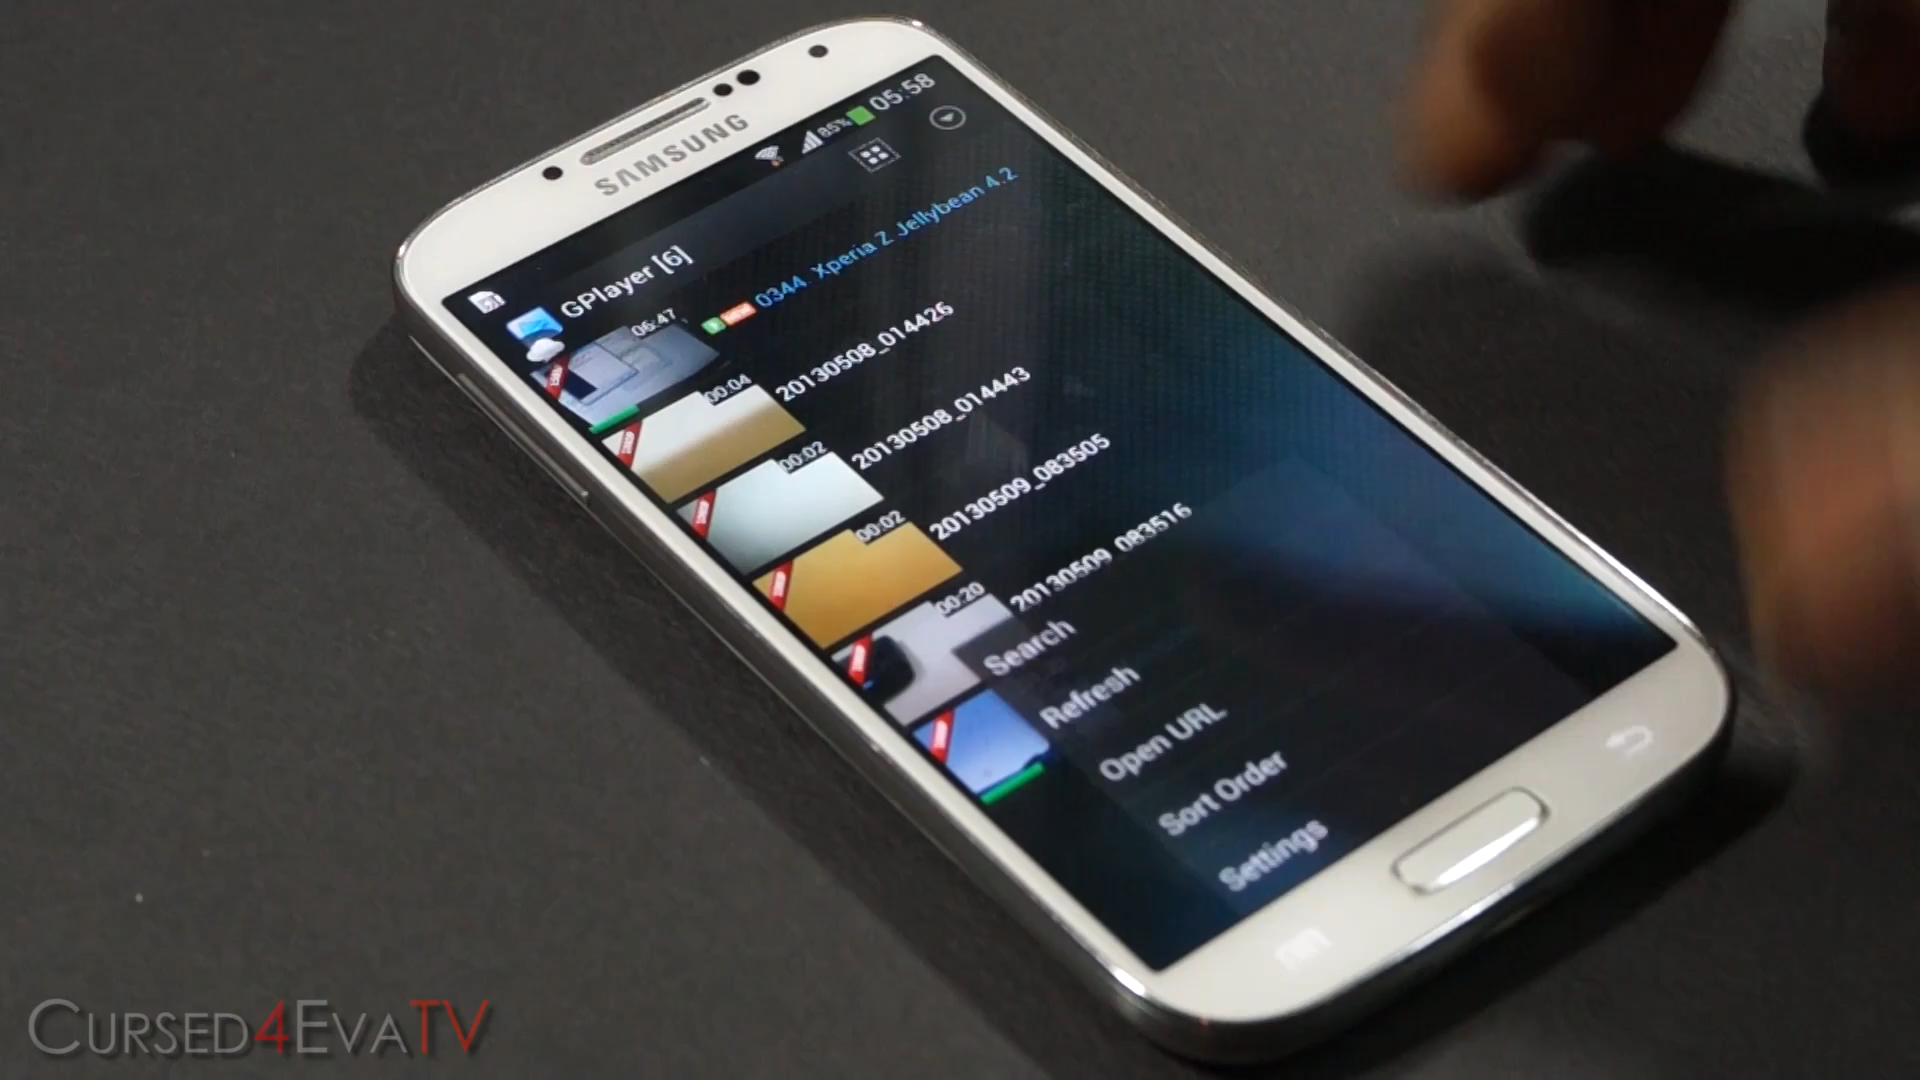 SAMSUNG
85% 05:58
GPlayer [6]
06:47
0344. Xperia Z Jellybean 4.2
00:04
20130508_014426
00:02
20130508_014443
00:02
20130509_083505
00:20
20130509_083516
Search
Refresh
Open URL
Sort Order
Settings
CURSED4EVATV